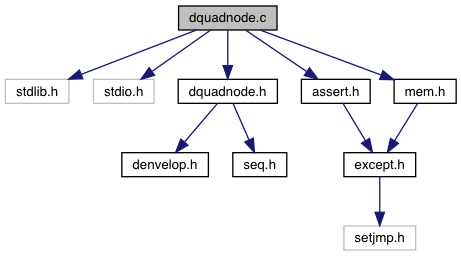 dquadnode.c
stdlib.h
stdio.h
dquadnode.h
assert.h
mem.h
denvelop.h
seq.h
except.h
setjmp.h